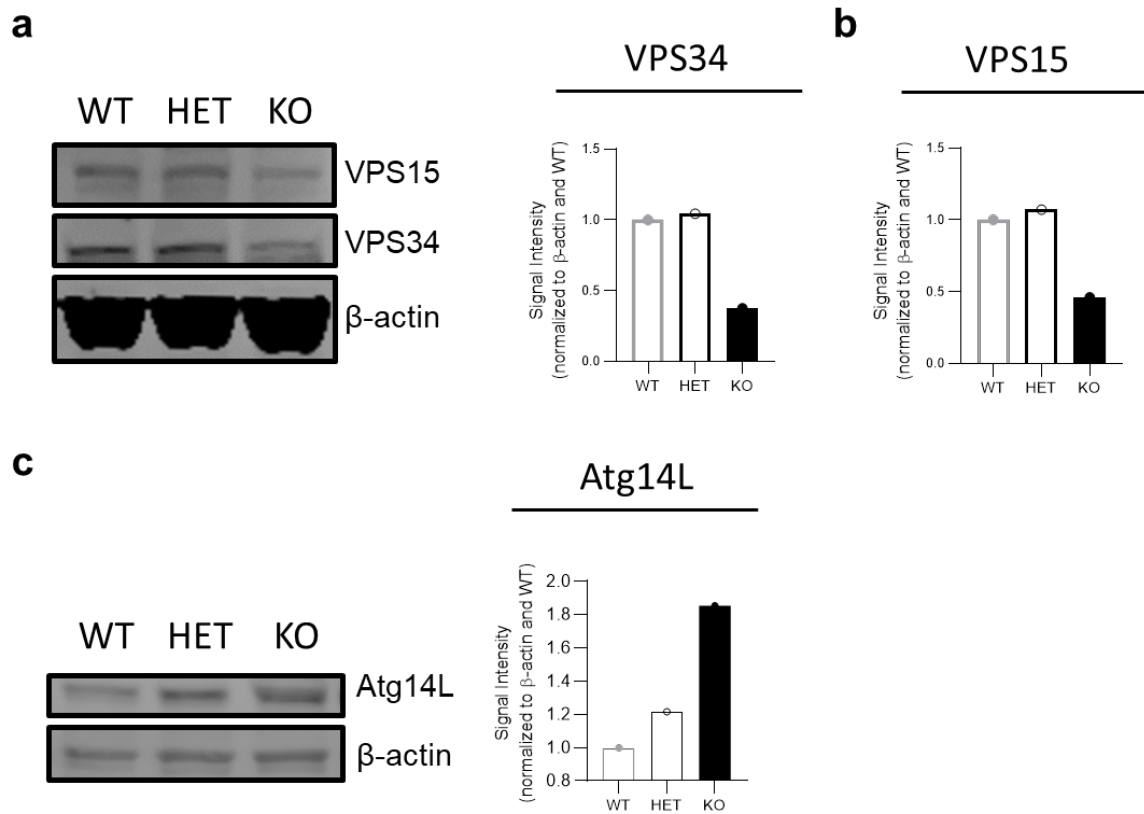 a
WT HET KO
VPS15
VPS34
β-actin
VPS34
Signal Intensity
(normalized to β-actin and WT)
1.5
1.0
0.5
0.0
WT HET KO
b
VPS15
Signal Intensity
(normalized to β-actin and WT)
1.5
1.0
0.5
0.0
WT HET KO
c
WT HET KO
Atg14L
β-actin
Atg14L
Signal Intensity
(normalized to β-actin and WT)
2.0
1.8
1.6
1.4
1.2
1.0
0.8
WT HET KO